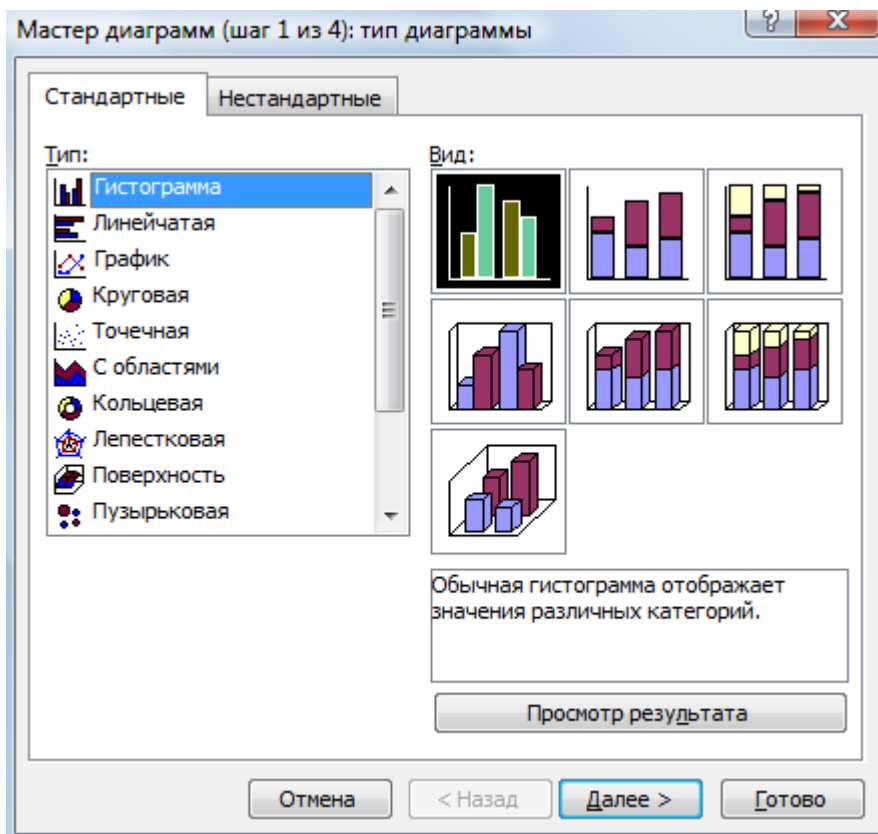 Мастер диаграмм (шаг 1 из 4): тип диаграммы
?
X
Стандартные
Нестандартные
Тип:
Гистограмма
Линейчатая
График
Круговая
Точечная
С областями
Кольцевая
Лепестковая
Поверхность
Пузырьковая
Вид:
Обычная гистограмма отображает
значения различных категорий.
Просмотр результата
Отмена
< Назад
Далее >
Готово